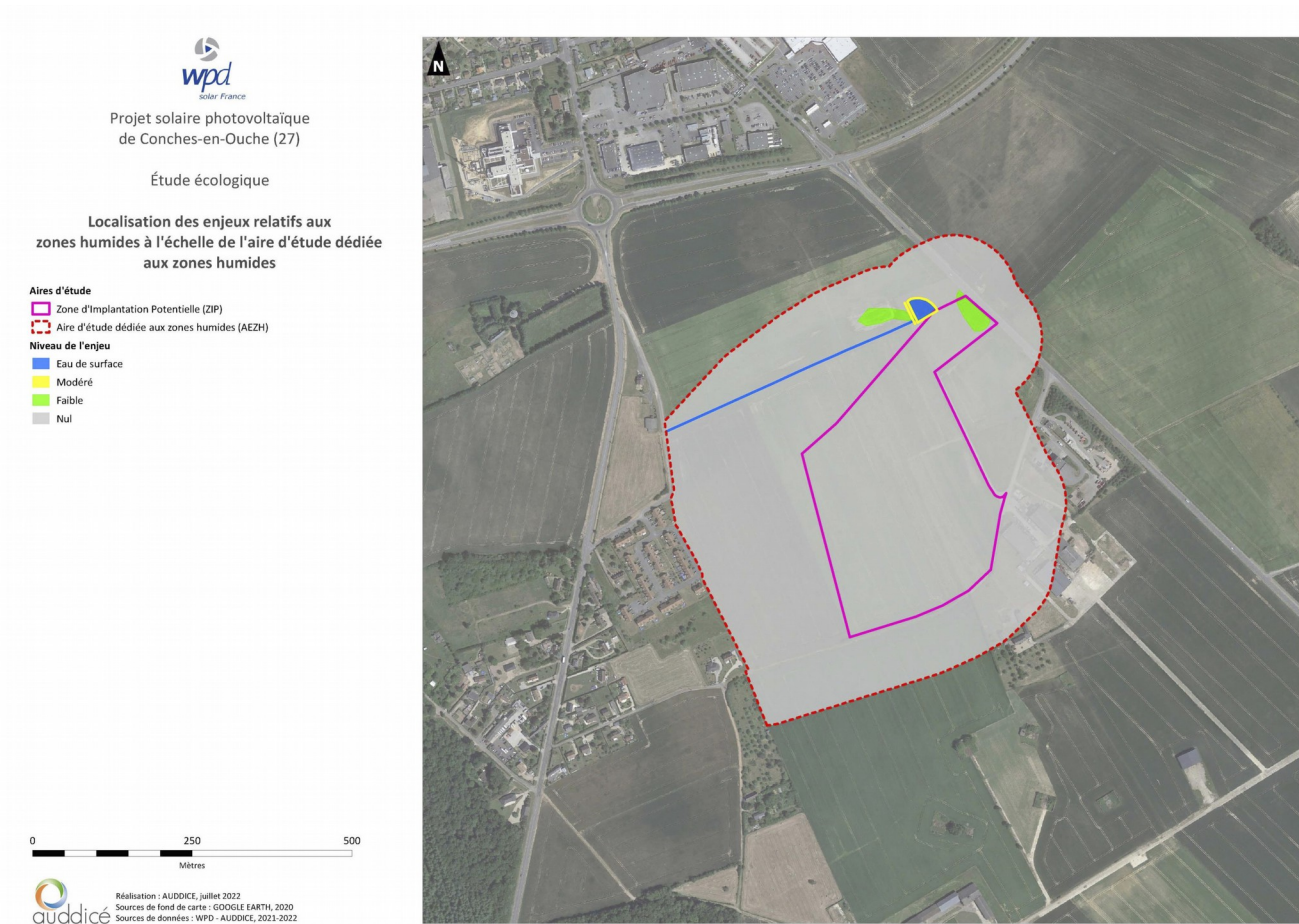 wpd
solar France
Projet solaire photovoltaïque
de Conches-en-Ouche (27)
Étude écologique
Localisation des enjeux relatifs aux
zones humides à l'échelle de l'aire d'étude dédiée
aux zones humides
Aires d'étude
Zone d'Implantation Potentielle (ZIP)
Aire d'étude dédiée aux zones humides (AEZH)
Niveau de l'enjeu
Eau de surface
Modéré
Faible
Nul
N
0 250 500
Mètres
auddicé
Réalisation : AUDDICE, juillet 2022
Sources de fond de carte : GOOGLE EARTH, 2020
Sources de données : WPD - AUDDICE, 2021-2022